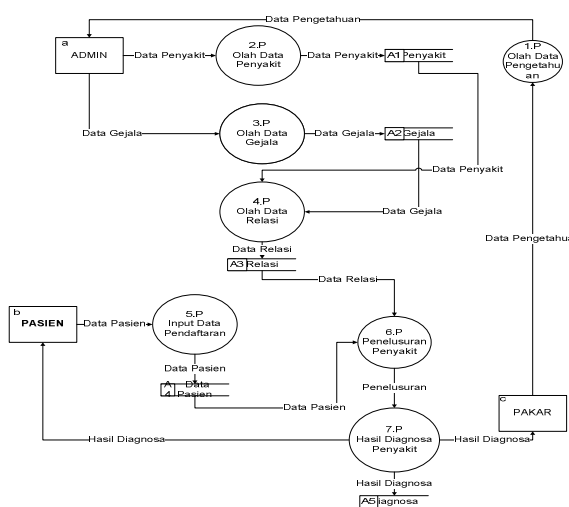 Data Pengetahuan
a
ADMIN
Data Penyakit
2.P
Olah Data
Penyakit
Data Penyakit
A1 Penyakit
1.P
Olah Data
Pengetahu
an
Data Gejala
3.P
Olah Data
Gejala
Data Gejala
A2 Gejala
Data Penyakit
4.P
Olah Data
Relasi
Data Gejala
Data Relasi
A3 Relasi
Data Pengetahu
Data Relasi
b
PASIEN
Data Pasien
5.P
Input Data
Pendaftaran
6.P
Penelusuran
Penyakit
Data Pasien
A Data
4 Pasien
Data Pasien
Penelusuran
c
PAKAR
Hasil Diagnosa
7.P
Hasil Diagnosa
Penyakit
Hasil Diagnosa
Hasil Diagnosa
A5 iagnosa